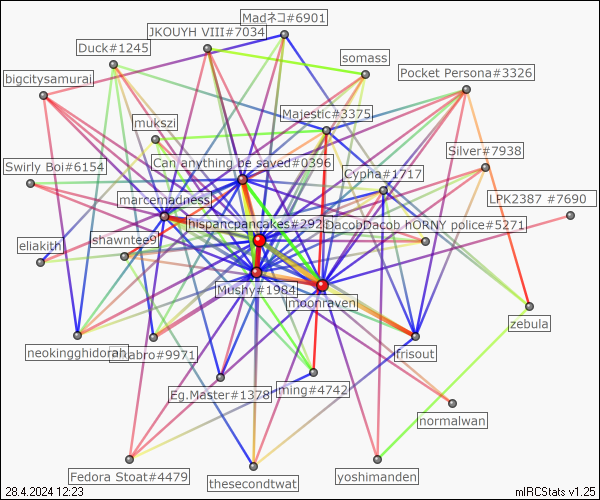 Madネコ#6901
JKOUYH VIII#7034
Duck#1245
somass
bigcitysamurai
Pocket Persona#3326
Majestic#3375
mukszi
Silver#7938
Can anything be saved#0396
Swirly Boi#6154
Cypha#1717
LPK2387 #7690
marcemadness
hispancpancakes#292
DacobDacob HORNY police#5271
shawntee9
eliakith
Mushy#1984
moonraven
zebula
neokingghidorah
abro#9971
frisout
Eg.Master#1378
ming#4742
normalwan
Fedora Stoat#4479
thesecondtwat
yoshimanden
28.4.2024 12:23
mIRCStats v1.25